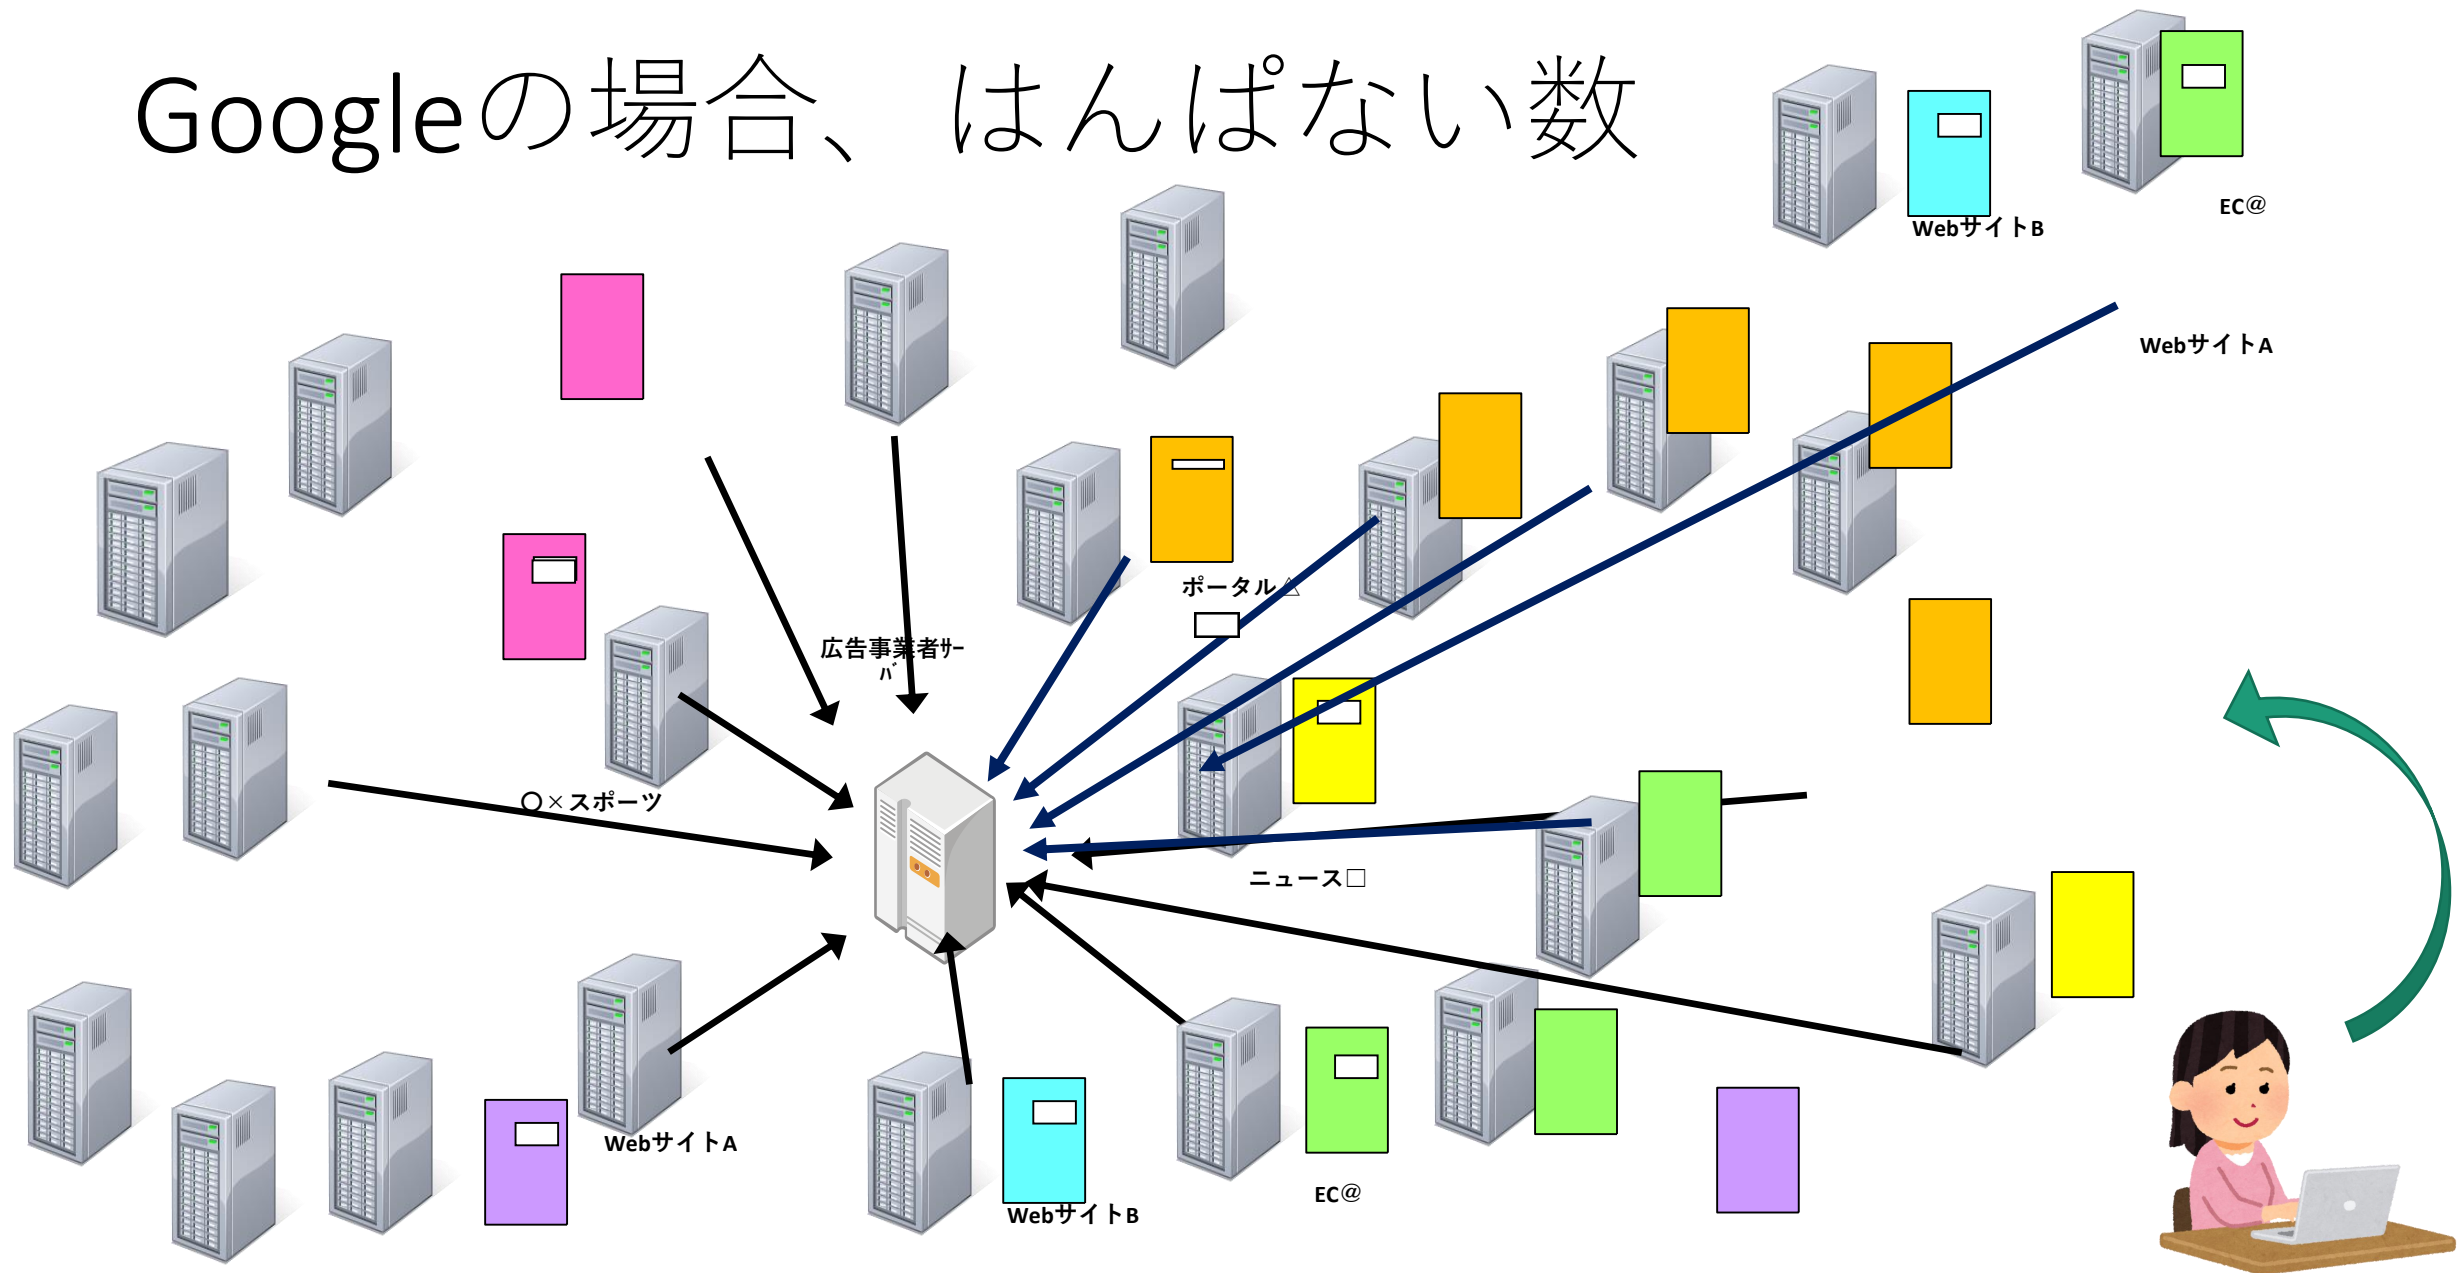 Googleの場合、 はんぱない数
EC@
WebサイトB
WebサイトA
ポータル△
広告事業者ｻｰ
ﾊﾞ
〇×スポーツ
ニュース□
WebサイトA
EC@
WebサイトB